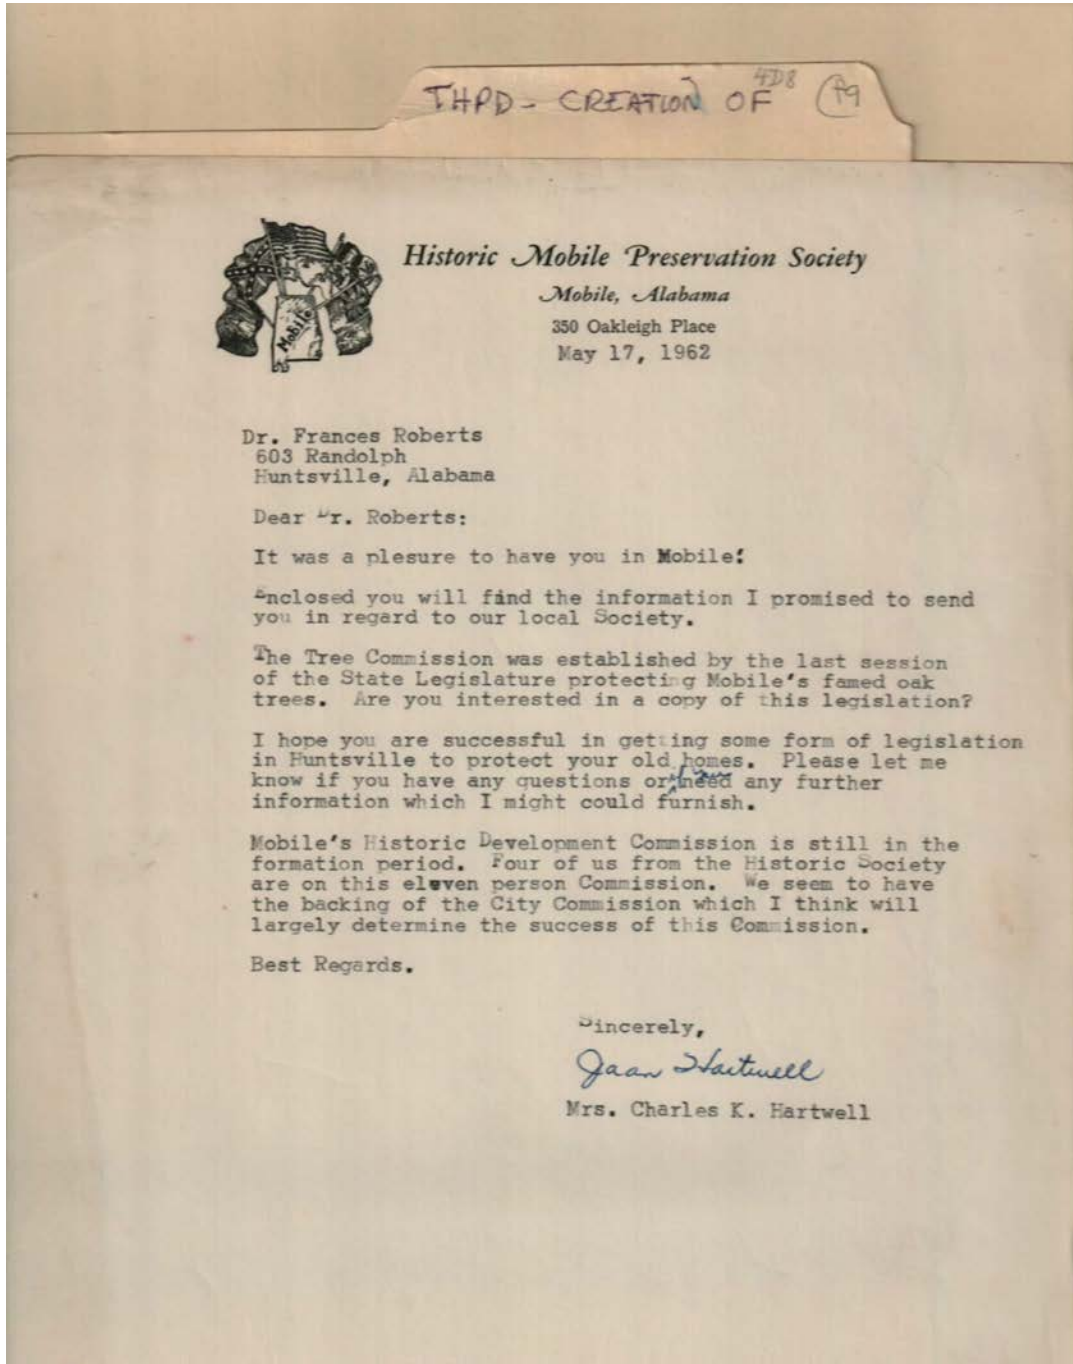 THPD - CREATION OF 4D8 f9
Historic Mobile Preservation Society
Mobile, Alabama
350 Oakleigh Place
May 17, 1962
Mobile
Dr. Frances Roberts
603 Randolph
Huntsville, Alabama
Dear Dr. Roberts:
It was a plesure to have you in Mobile!
Enclosed you will find the information I promised to send
you in regard to our local Society.
The Tree Commission was established by the last session
of the State Legislature protecting Mobile's famed oak
trees. Are you interested in a copy of this legislation?
I hope you are successful in getting some form of legislation
in Huntsville to protect your old homes. Please let me
know if you have any questions or need any further
information which I might could furnish.
Mobile's Historic Development Commission is still in the
formation period. Four of us from the Historic Society
are on this eleven person Commission. We seem to have
the backing of the City Commission which I think will
largely determine the success of this Commission.
Best Regards.
Sincerely,
Jaan Hartwell
Mrs. Charles K. Hartwell